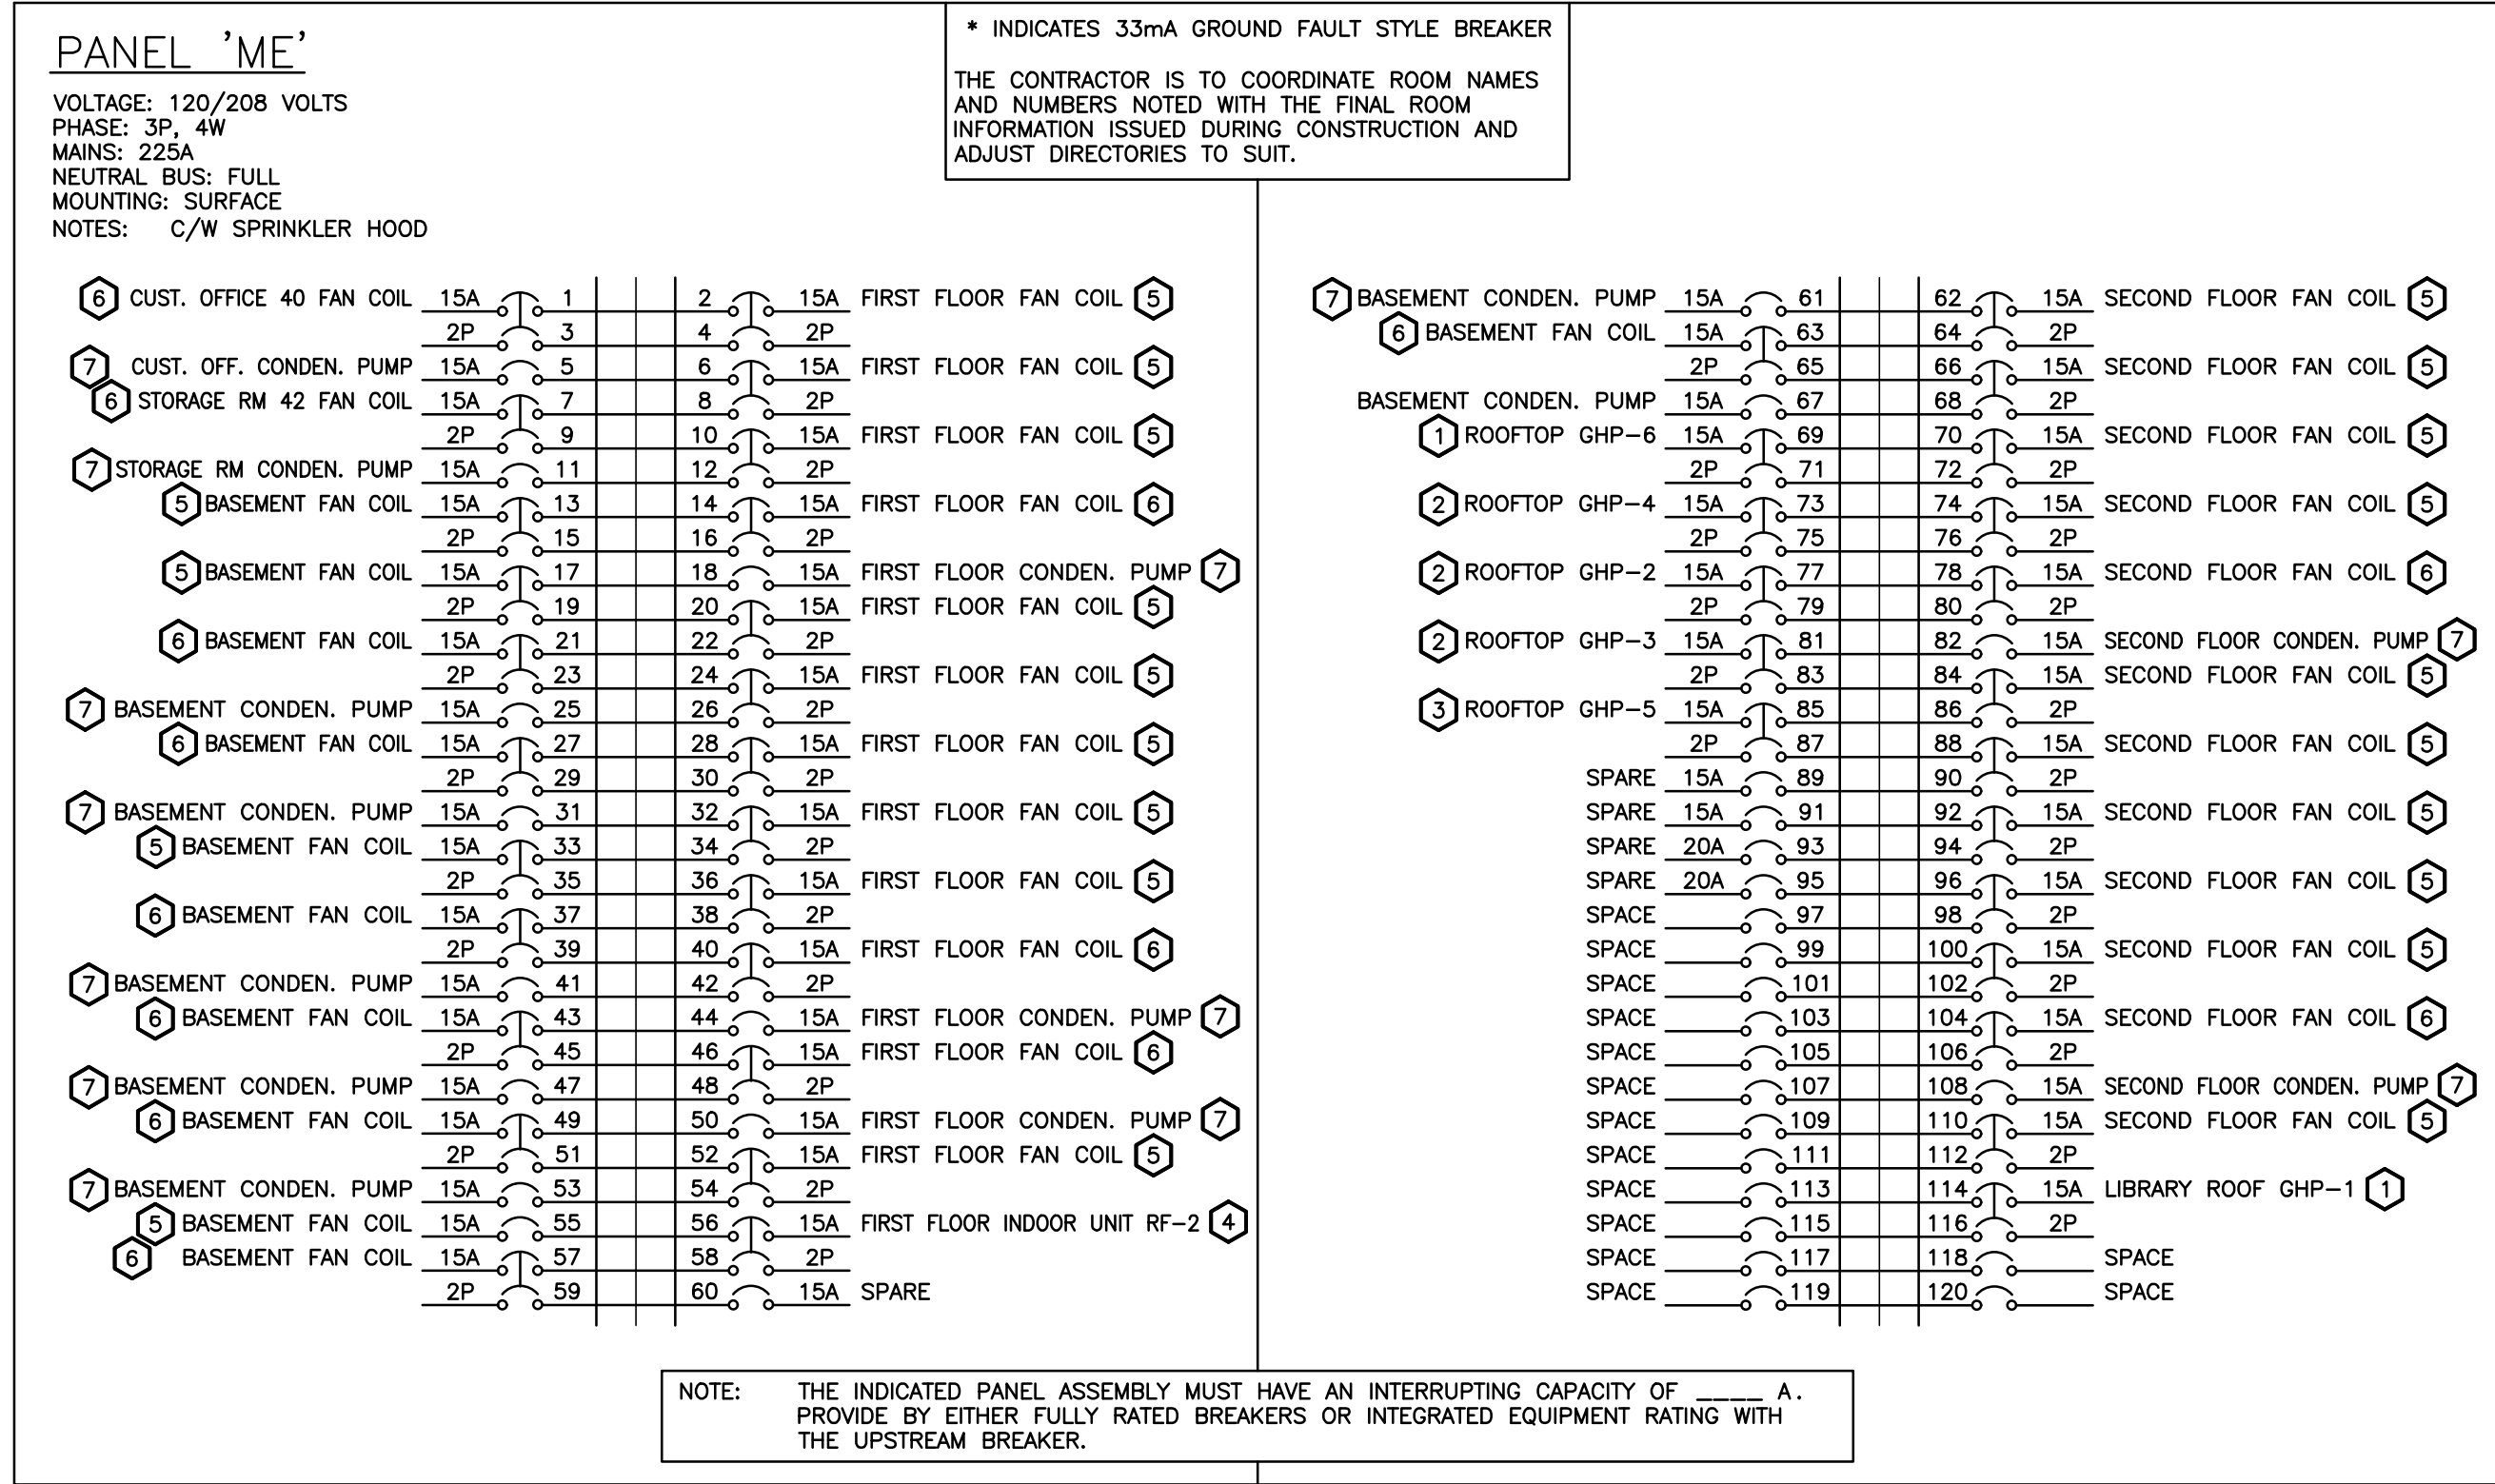 PANEL 'ME'
VOLTAGE: 120/208 VOLTS
PHASE: 3P, 4W
MAINS: 225A
NEUTRAL BUS: FULL
MOUNTING: SURFACE
NOTES: C/W SPRINKLER HOOD
* INDICATES 33mA GROUND FAULT STYLE BREAKER
THE CONTRACTOR IS TO COORDINATE ROOM NAMES
AND NUMBERS NOTED WITH THE FINAL ROOM
INFORMATION ISSUED DURING CONSTRUCTION AND
ADJUST DIRECTORIES TO SUIT.
6 CUST. OFFICE 40 FAN COIL 15A 1 2 15A FIRST FLOOR FAN COIL 5
2P 3 4 2P
7 CUST. OFF. CONDEN. PUMP 15A 5 6 15A FIRST FLOOR FAN COIL 5
6 STORAGE RM 42 FAN COIL 15A 7 8 2P
2P 9 10 15A FIRST FLOOR FAN COIL 5
7 STORAGE RM CONDEN. PUMP 15A 11 12 2P
5 BASEMENT FAN COIL 15A 13 14 15A FIRST FLOOR FAN COIL 6
2P 15 16 2P
5 BASEMENT FAN COIL 15A 17 18 15A FIRST FLOOR CONDEN. PUMP 7
2P 19 20 15A FIRST FLOOR FAN COIL 5
6 BASEMENT FAN COIL 15A 21 22 2P
2P 23 24 15A FIRST FLOOR FAN COIL 5
7 BASEMENT CONDEN. PUMP 15A 25 26 2P
6 BASEMENT FAN COIL 15A 27 28 15A FIRST FLOOR FAN COIL 5
2P 29 30 2P
7 BASEMENT CONDEN. PUMP 15A 31 32 15A FIRST FLOOR FAN COIL 5
5 BASEMENT FAN COIL 15A 33 34 2P
2P 35 36 15A FIRST FLOOR FAN COIL 5
6 BASEMENT FAN COIL 15A 37 38 2P
2P 39 40 15A FIRST FLOOR FAN COIL 6
7 BASEMENT CONDEN. PUMP 15A 41 42 2P
6 BASEMENT FAN COIL 15A 43 44 15A FIRST FLOOR CONDEN. PUMP 7
2P 45 46 15A FIRST FLOOR FAN COIL 6
7 BASEMENT CONDEN. PUMP 15A 47 48 2P
6 BASEMENT FAN COIL 15A 49 50 15A FIRST FLOOR CONDEN. PUMP 7
2P 51 52 15A FIRST FLOOR FAN COIL 5
7 BASEMENT CONDEN. PUMP 15A 53 54 2P
5 BASEMENT FAN COIL 15A 55 56 15A FIRST FLOOR INDOOR UNIT RF-2 4
6 BASEMENT FAN COIL 15A 57 58 2P
2P 59 60 15A SPARE
7 BASEMENT CONDEN. PUMP 15A 61 62 15A SECOND FLOOR FAN COIL 5
6 BASEMENT FAN COIL 15A 63 64 2P
2P 65 66 15A SECOND FLOOR FAN COIL 5
BASEMENT CONDEN. PUMP 15A 67 68 2P
1 ROOFTOP GHP-6 15A 69 70 15A SECOND FLOOR FAN COIL 5
2P 71 72 2P
2 ROOFTOP GHP-4 15A 73 74 15A SECOND FLOOR FAN COIL 5
2P 75 76 2P
2 ROOFTOP GHP-2 15A 77 78 15A SECOND FLOOR FAN COIL 6
2P 79 80 2P
2 ROOFTOP GHP-3 15A 81 82 15A SECOND FLOOR CONDEN. PUMP 7
2P 83 84 15A SECOND FLOOR FAN COIL 5
3 ROOFTOP GHP-5 15A 85 86 2P
2P 87 88 15A SECOND FLOOR FAN COIL 5
SPARE 15A 89 90 2P
SPARE 15A 91 92 15A SECOND FLOOR FAN COIL 5
SPARE 20A 93 94 2P
SPARE 20A 95 96 15A SECOND FLOOR FAN COIL 5
SPACE 97 98 2P
SPACE 99 100 15A SECOND FLOOR FAN COIL 5
SPACE 101 102 2P
SPACE 103 104 15A SECOND FLOOR FAN COIL 6
SPACE 105 106 2P
SPACE 107 108 15A SECOND FLOOR CONDEN. PUMP 7
SPACE 109 110 15A SECOND FLOOR FAN COIL 5
SPACE 111 112 2P
SPACE 113 114 15A LIBRARY ROOF GHP-1 1
SPACE 115 116 2P
SPACE 117 118 SPACE
SPACE 119 120 SPACE
NOTE: THE INDICATED PANEL ASSEMBLY MUST HAVE AN INTERRUPTING CAPACITY OF ____ A.
PROVIDE BY EITHER FULLY RATED BREAKERS OR INTEGRATED EQUIPMENT RATING WITH
THE UPSTREAM BREAKER.